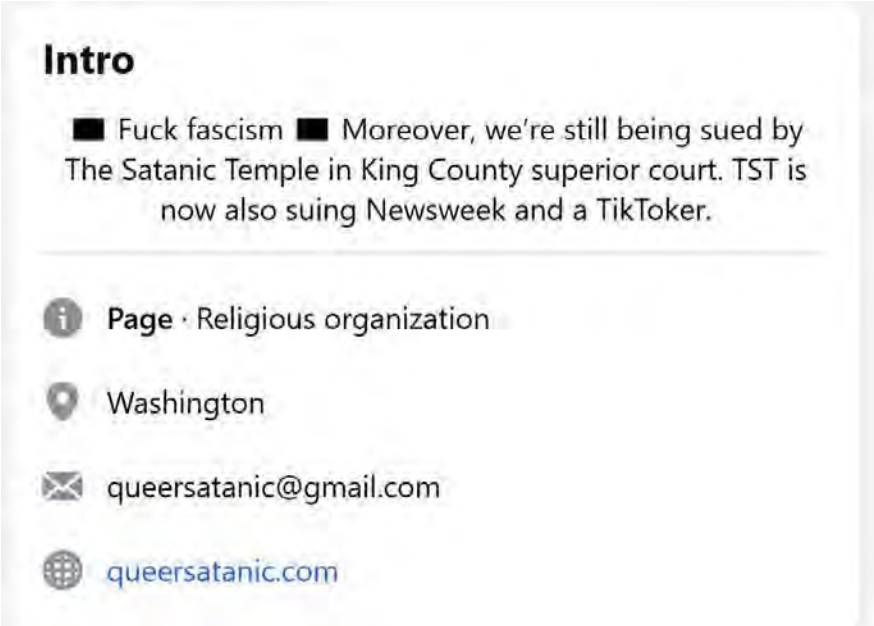 Intro
⬛ Fuck fascism ⬛ Moreover, we're still being sued by
The Satanic Temple in King County superior court. TST is
now also suing Newsweek and a TikToker.
Page · Religious organization
Washington
queersatanic@gmail.com
queersatanic.com